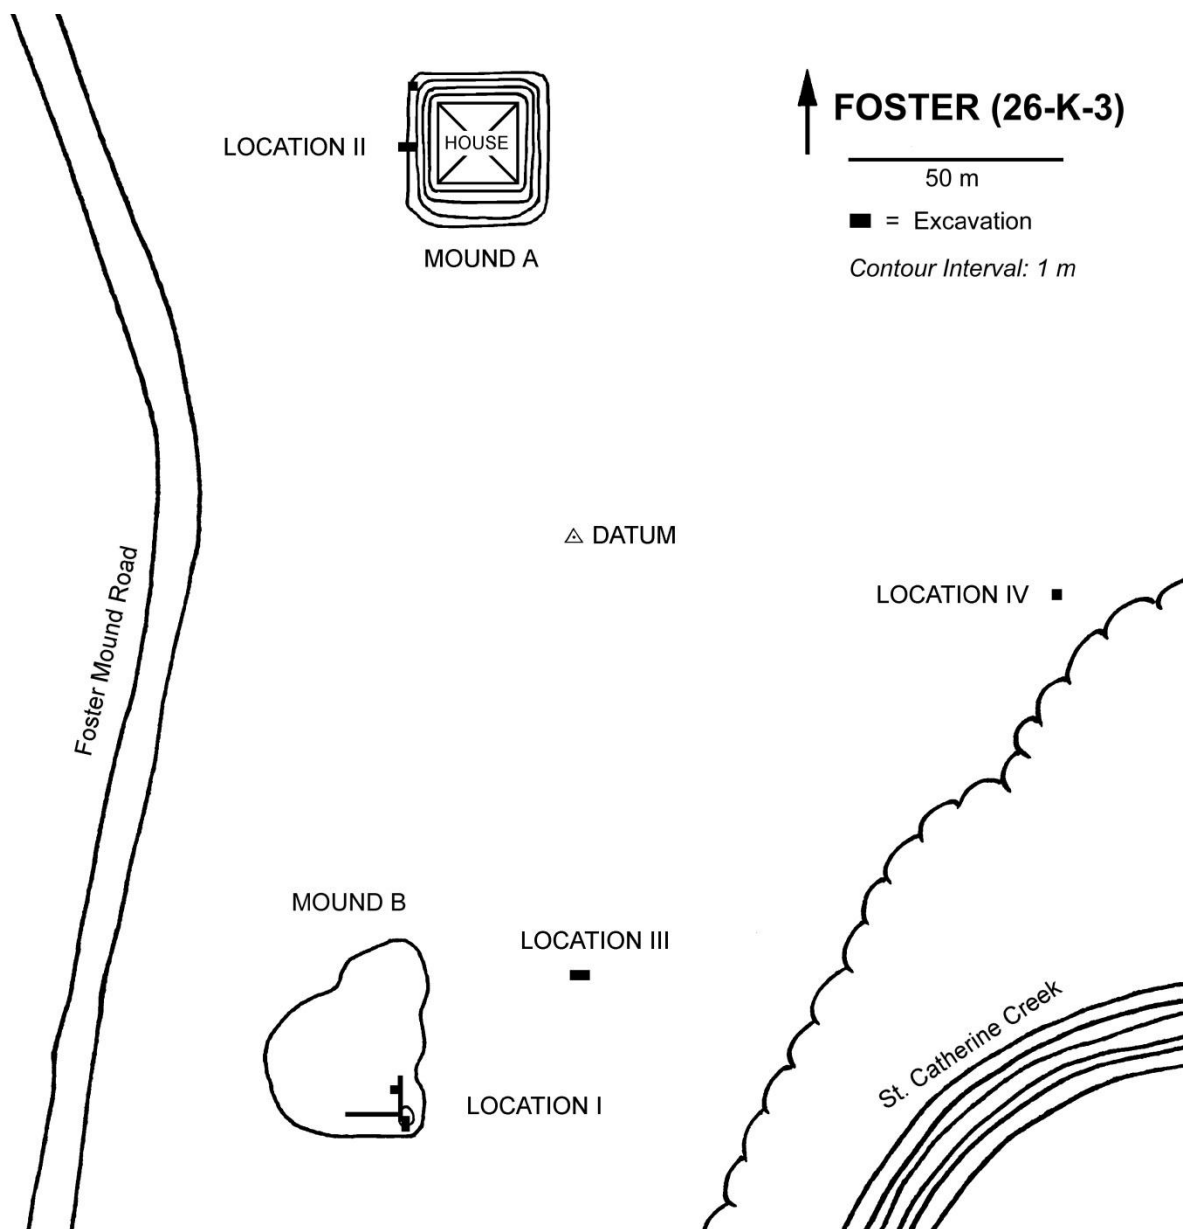 FOSTER (26-K-3)
50 m
= Excavation
Contour Interval: 1 m
LOCATION II
HOUSE
MOUND A
DATUM
LOCATION IV
Foster Mound Road
MOUND B
LOCATION III
St. Catherine Creek
LOCATION I